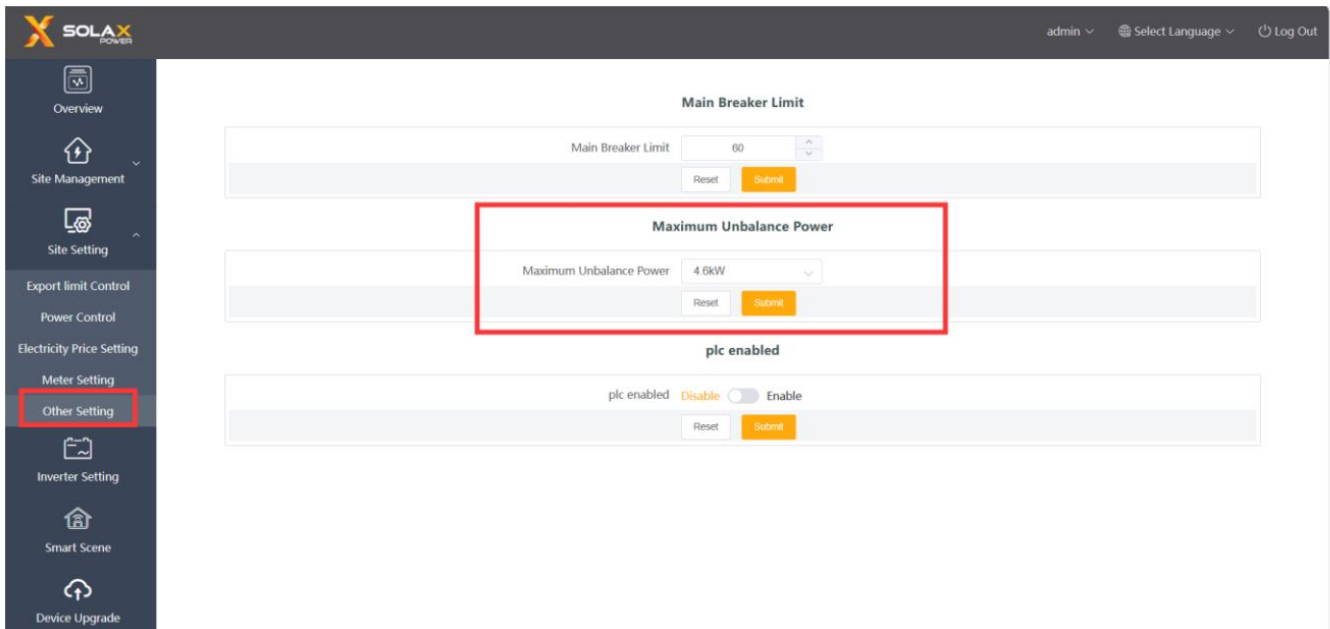 SOLAX
POWER
admin
Select Language
Log Out
Overview
Site Management
Site Setting
Export limit Control
Power Control
Electricity Price Setting
Meter Setting
Other Setting
Inverter Setting
Smart Scene
Device Upgrade
Main Breaker Limit
Main Breaker Limit 60
Reset Submit
Maximum Unbalance Power
Maximum Unbalance Power 4.6kW
Reset Submit
plc enabled
plc enabled Disable Enable
Reset Submit